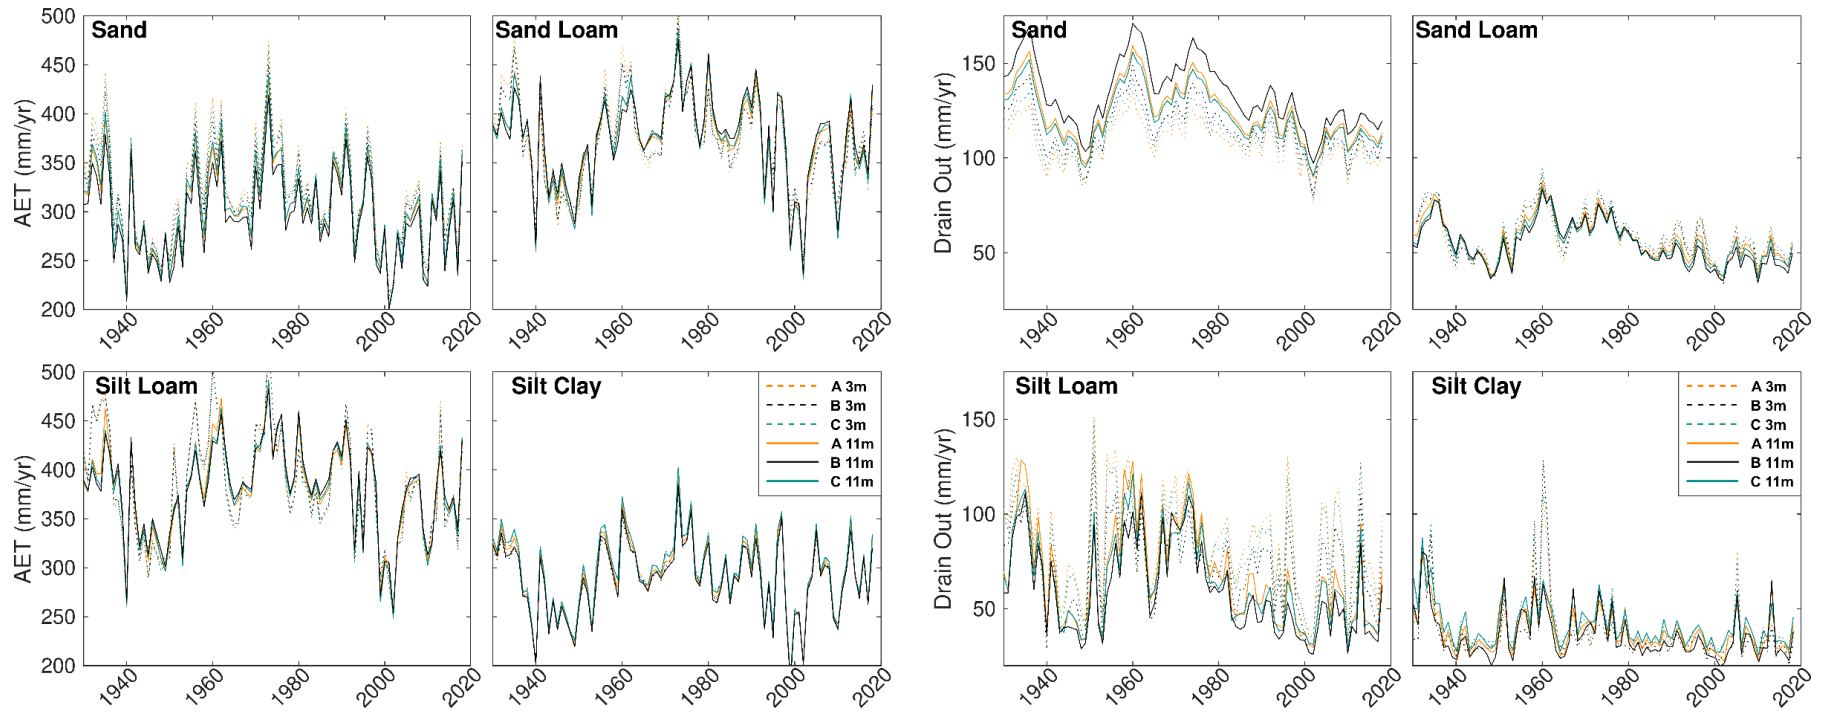 Sand
500
450
400
350
300
250
200
AET (mm/yr)
1940
1960
1980
2000
2020
Sand Loam
1940
1960
1980
2000
2020
Sand
150
100
50
Drain Out (mm/yr)
1940
1960
1980
2000
2020
Sand Loam
1940
1960
1980
2000
2020
Silt Loam
500
450
400
350
300
250
200
AET (mm/yr)
1940
1960
1980
2000
2020
Silt Clay
A 3m
B 3m
C 3m
A 11m
B 11m
C 11m
1940
1960
1980
2000
2020
Silt Loam
150
100
50
Drain Out (mm/yr)
1940
1960
1980
2000
2020
Silt Clay
A 3m
B 3m
C 3m
A 11m
B 11m
C 11m
1940
1960
1980
2000
2020